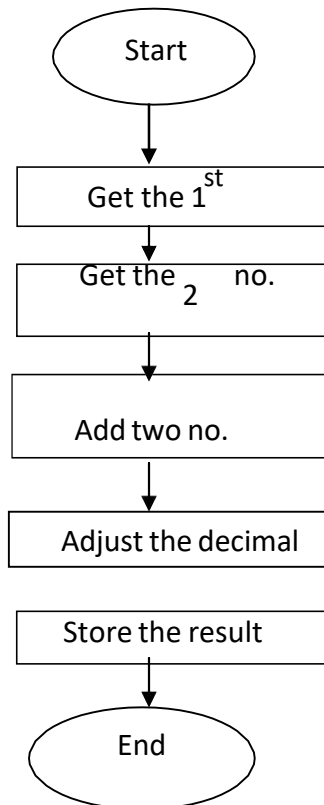 Start
Get the 1st
Get the 2 no.
Add two no.
Adjust the decimal
Store the result
End